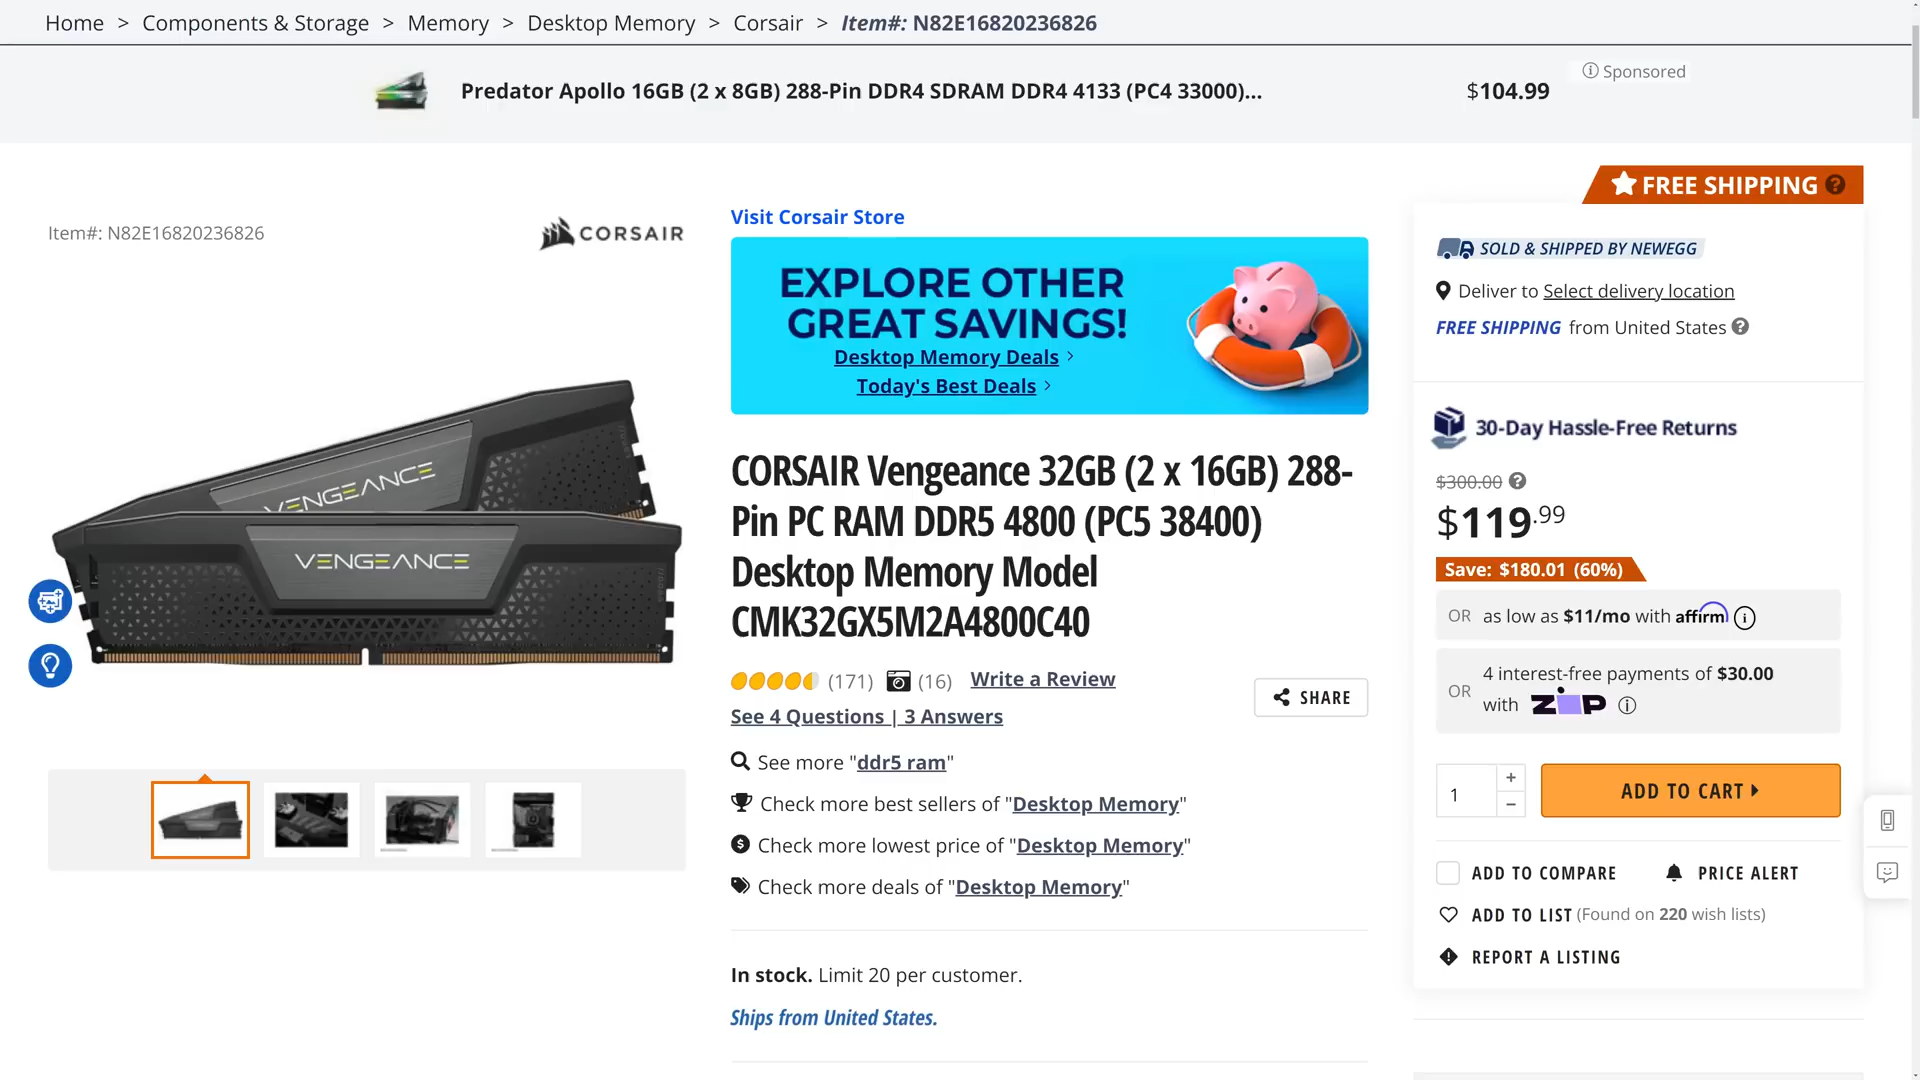 Home > Components & Storage > Memory > Desktop Memory > Corsair > Item#: N82E16820236826
Predator Apollo 16GB (2 x 8GB) 288-Pin DDR4 SDRAM DDR4 4133 (PC4 33000)...
$104.99
Sponsored
Item#: N82E16820236826
CORSAIR
VENGEANCE
VENGEANCE
Visit Corsair Store
EXPLORE OTHER
GREAT SAVINGS!
Desktop Memory Deals >
Today's Best Deals >
CORSAIR Vengeance 32GB (2 x 16GB) 288-
Pin PC RAM DDR5 4800 (PC5 38400)
Desktop Memory Model
CMK32GX5M2A4800C40
(171) (16) Write a Review
SHARE
See 4 Questions | 3 Answers
See more "ddr5 ram"
Check more best sellers of "Desktop Memory"
Check more lowest price of "Desktop Memory"
Check more deals of "Desktop Memory"
In stock. Limit 20 per customer.
Ships from United States.
FREE SHIPPING ?
SOLD & SHIPPED BY NEWEGG
Deliver to Select delivery location
FREE SHIPPING from United States ?
30-Day Hassle-Free Returns
$300.00 ?
$119.99
Save: $180.01 (60%)
OR as low as $11/mo with affirm
OR 4 interest-free payments of $30.00
with ZIP
1 + −
ADD TO CART
ADD TO COMPARE
PRICE ALERT
ADD TO LIST (Found on 220 wish lists)
REPORT A LISTING